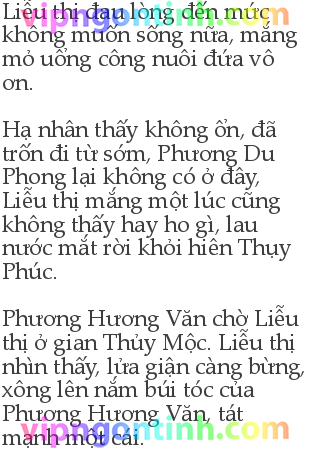 Liễu thị đau lòng đến mức
không muốn sống nữa, mắng
mỏ uổng công nuôi đứa vô
ơn.
Hạ nhân thấy không ổn, đã
trốn đi từ sớm, Phương Du
Phong lại không có ở đây,
Liễu thị mắng một lúc cũng
không thấy hay ho gì, lau
nước mắt rời khỏi hiên Thụy
Phúc.
Phương Hương Văn chờ Liễu
thị ở gian Thủy Mộc. Liễu thị
nhìn thấy, lửa giận càng bừng,
xông lên nắm búi tóc của
Phương Hương Văn, tát
mạnh một cái.
vipngontinh.com
vipngontinh.com